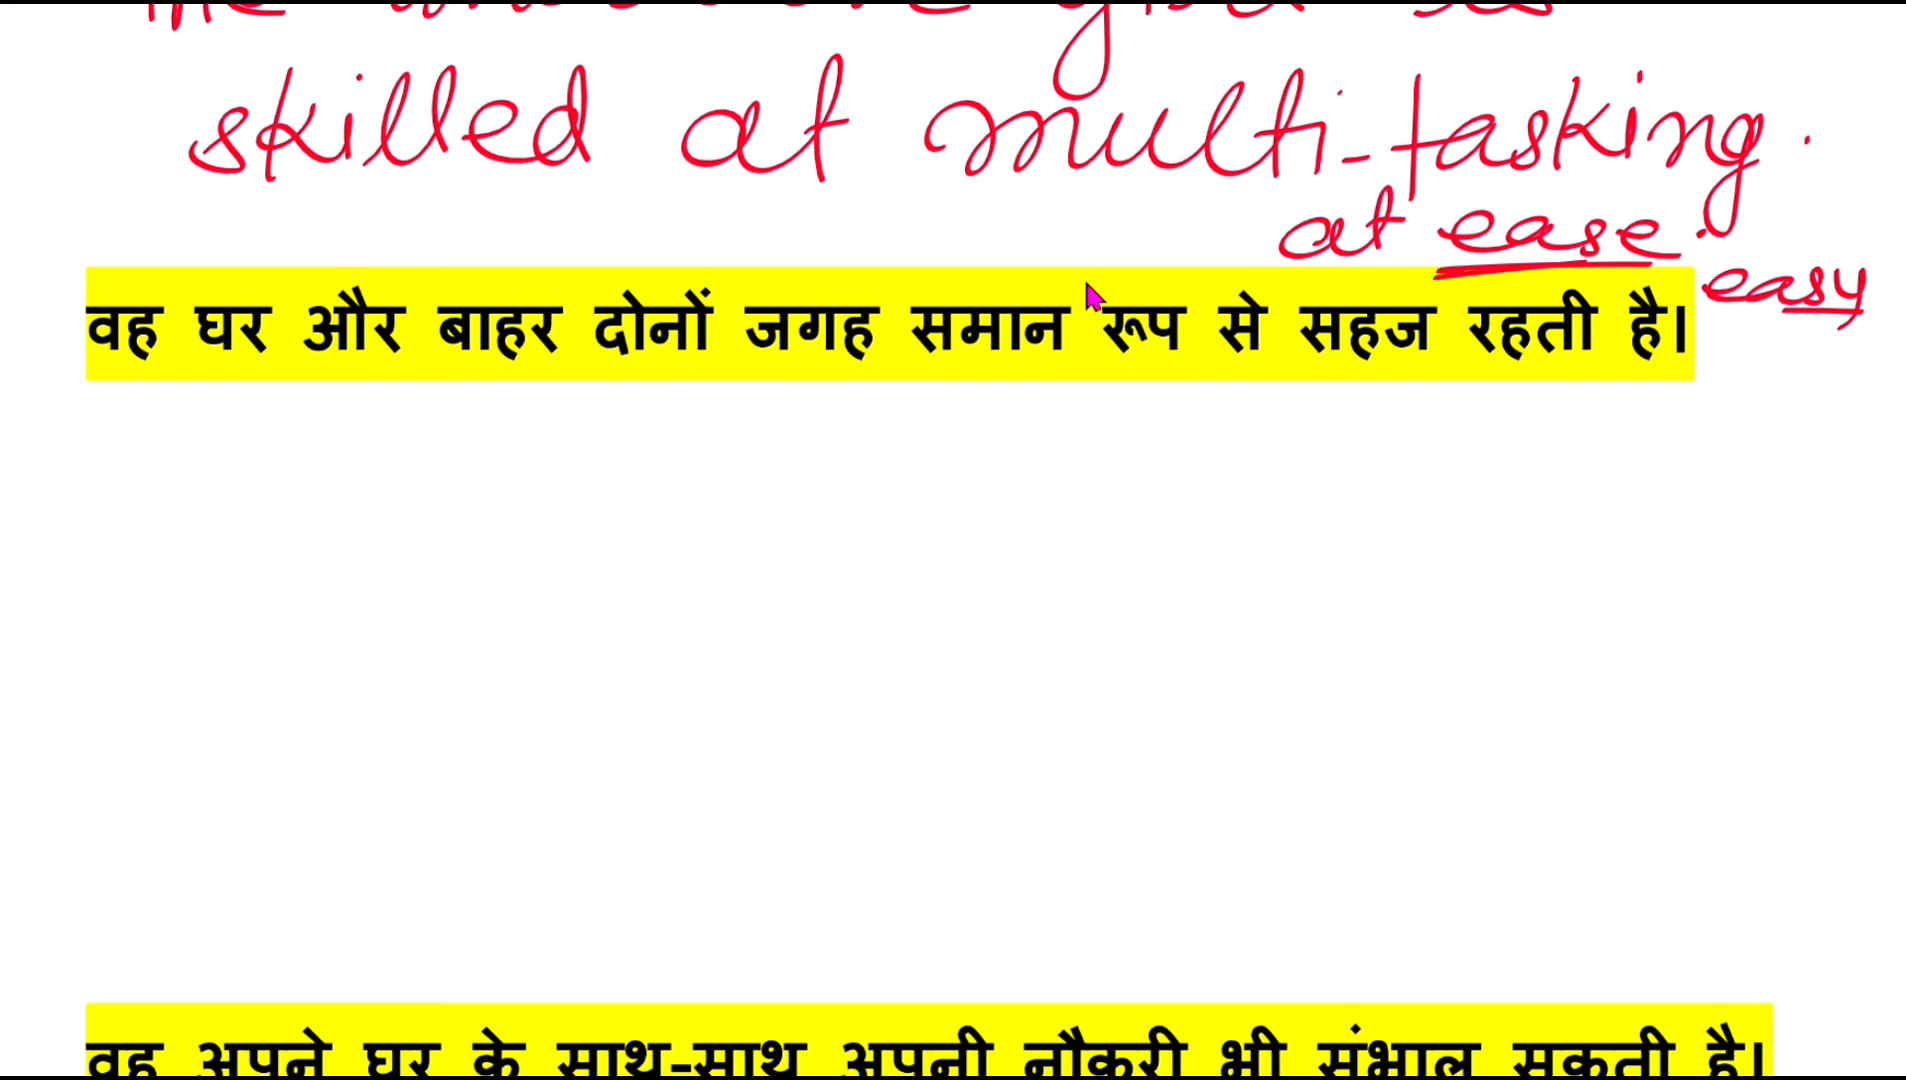 skilled at multi-tasking.
at ease.
easy
वह घर और बाहर दोनों जगह समान रूप से सहज रहती है।
वह अपने घर के साथ-साथ अपनी नौकरी भी संभाल सकती है।